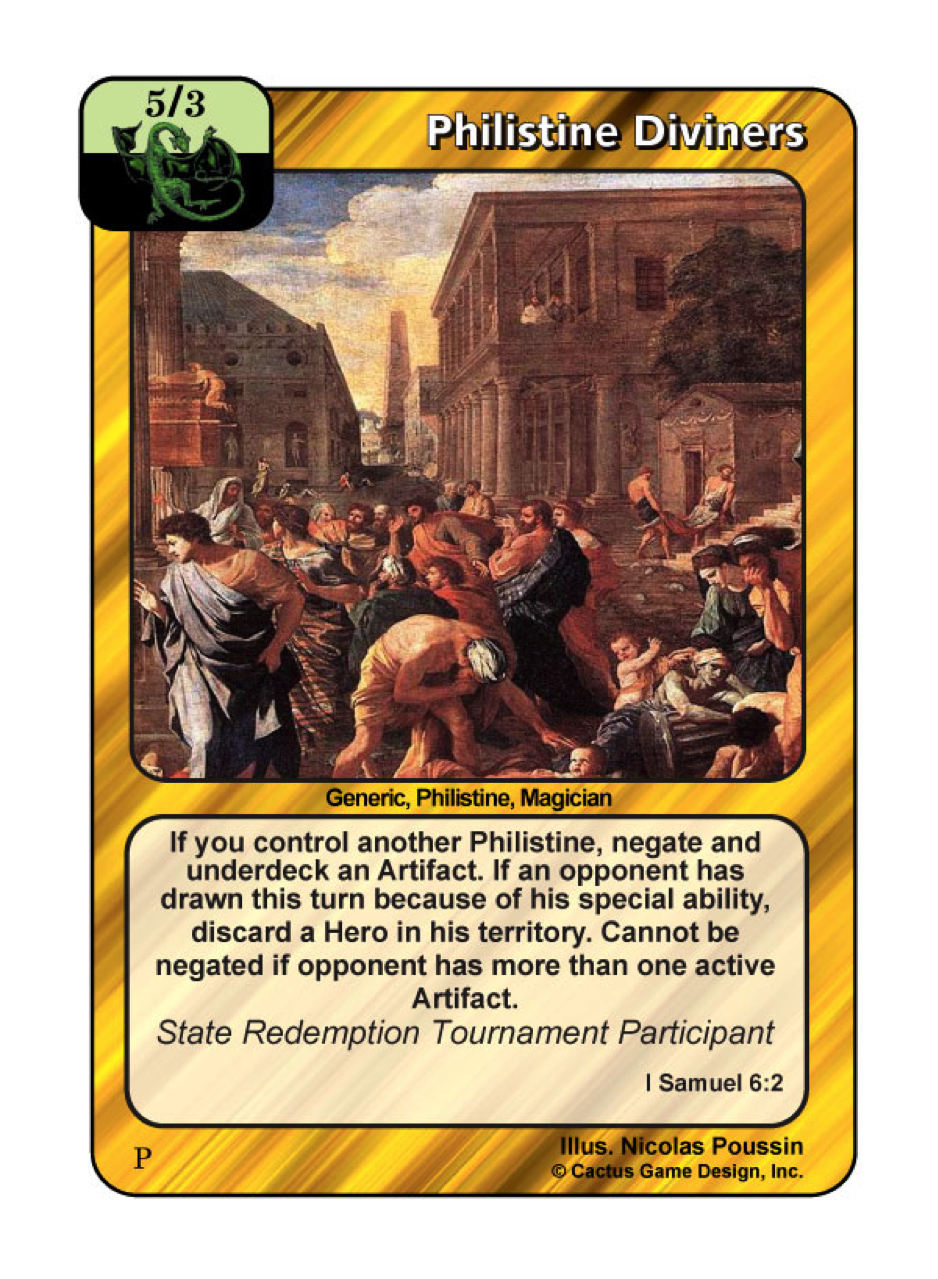 5/3
Philistine Diviners
Generic, Philistine, Magician
If you control another Philistine, negate and
underdeck an Artifact. If an opponent has
drawn this turn because of his special ability,
discard a Hero in his territory. Cannot be
negated if opponent has more than one active
Artifact.
State Redemption Tournament Participant
I Samuel 6:2
P
Illus. Nicolas Poussin
© Cactus Game Design, Inc.